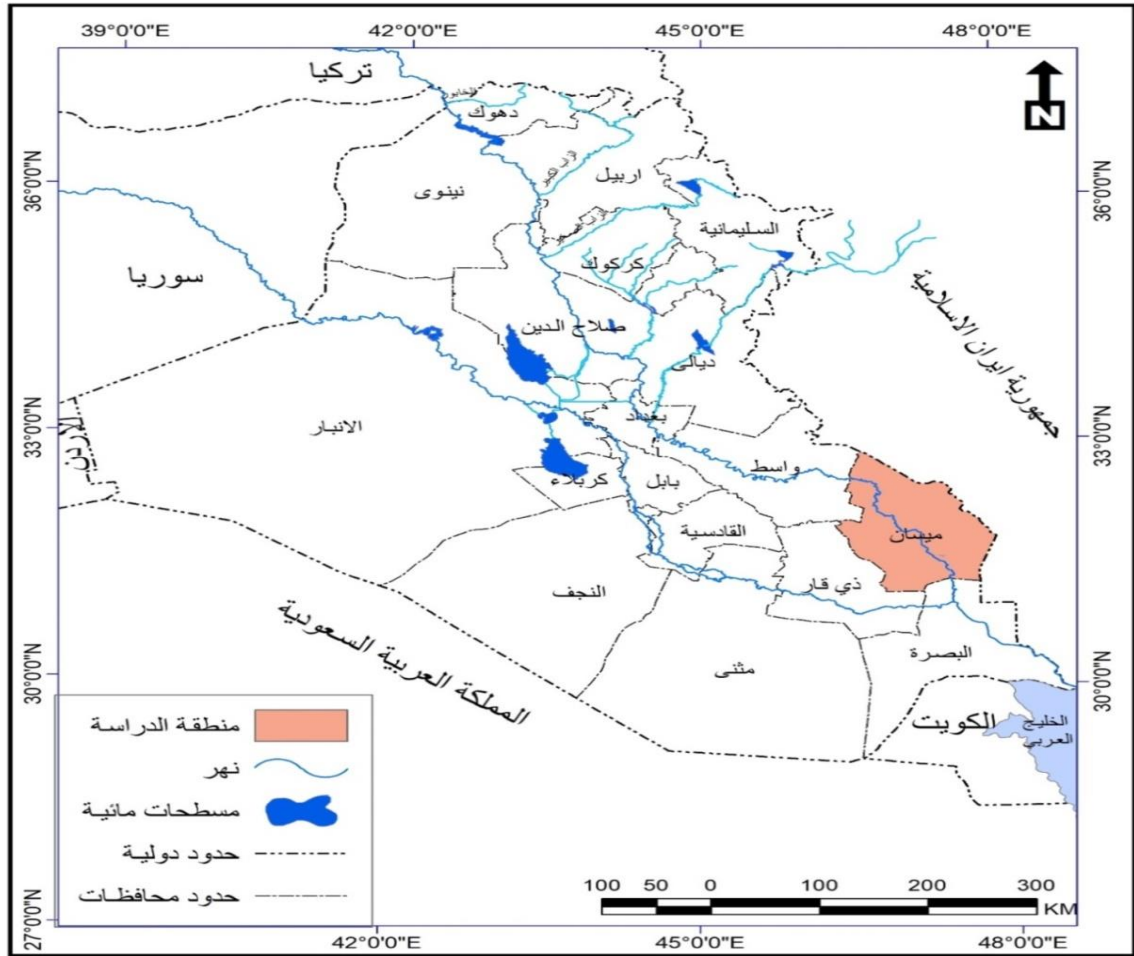 39°0'0"E 42°0'0"E 45°0'0"E 48°0'0"E
N
36°0'0"N
33°0'0"N
30°0'0"N
27°0'0"N
36°0'0"N
33°0'0"N
30°0'0"N
تركيا
الخابور
دهوك
نينوى
اربيل
السليمانية
كركوك
سوريا
صلاح الدين
ديالى
جمهورية ايران الاسلامية
بغداد
الانبار
الاردن
واسط
كربلاء
بابل
القادسية
ميسان
ذي قار
النجف
مثنى
البصرة
المملكة العربية السعودية
الكويت
الخليج
العربي
منطقة الدراسة
نهر
مسطحات مائية
حدود دولية
حدود محافظات
100 50 0 100 200 300
KM
42°0'0"E 45°0'0"E 48°0'0"E